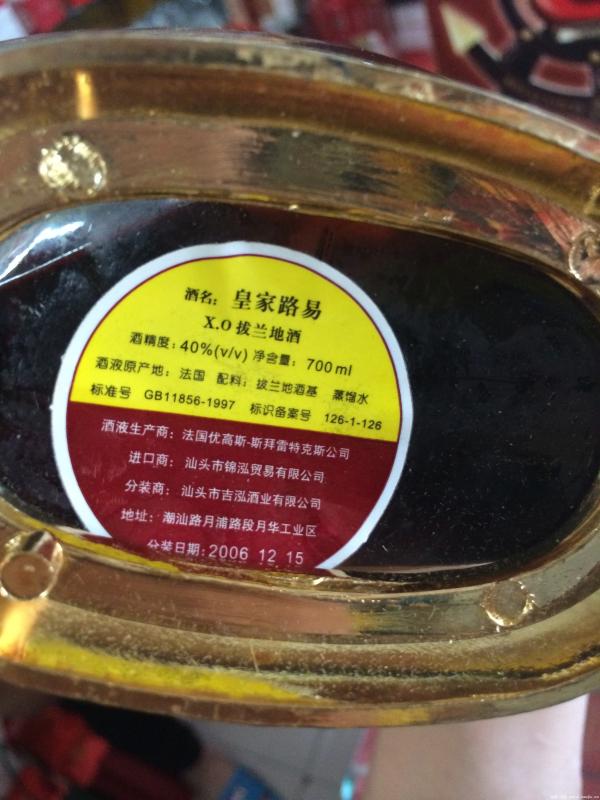 酒名：皇家路易
X.O拔兰地酒
酒精度：40%(v/v) 净含量：700ml
酒液原产地：法国 配料：拔兰地酒基 蒸馏水
标准号 GB11856-1997 标识备案号 126-1-126
酒液生产商：法国优高斯-斯拜雷特克斯公司
进口商：汕头市锦泓贸易有限公司
分装商：汕头市吉泓酒业有限公司
地址：潮汕路月浦路段月华工业区
分装日期：2006 12 15